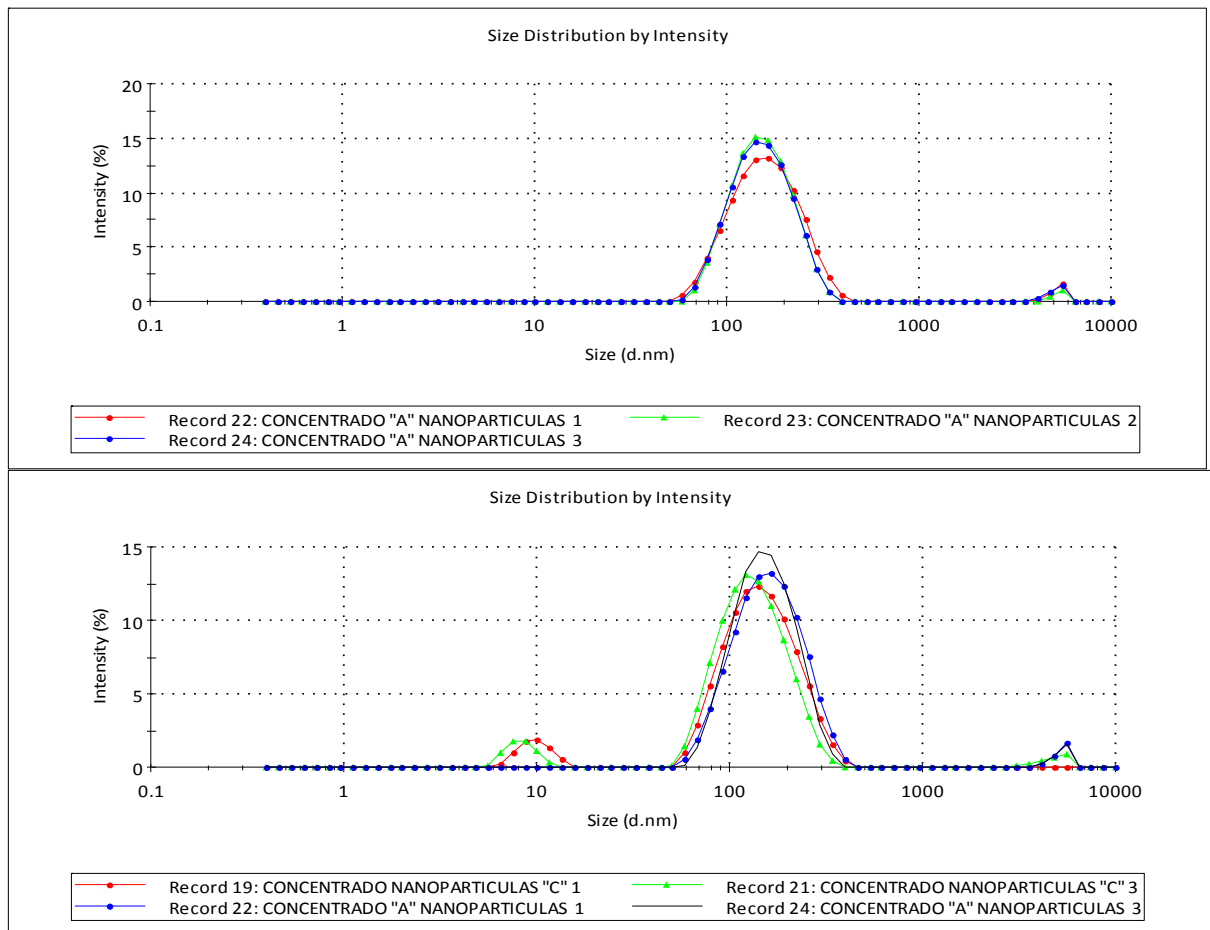 Size Distribution by Intensity
20
15
10
5
0
Intensity (%)
0.1 1 10 100 1000 10000
Size (d.nm)
Record 22: CONCENTRADO "A" NANOPARTICULAS 1 Record 23: CONCENTRADO "A" NANOPARTICULAS 2
Record 24: CONCENTRADO "A" NANOPARTICULAS 3
Size Distribution by Intensity
15
10
5
0
Intensity (%)
0.1 1 10 100 1000 10000
Size (d.nm)
Record 19: CONCENTRADO NANOPARTICULAS "C" 1 Record 21: CONCENTRADO NANOPARTICULAS "C" 3
Record 22: CONCENTRADO "A" NANOPARTICULAS 1 Record 24: CONCENTRADO "A" NANOPARTICULAS 3